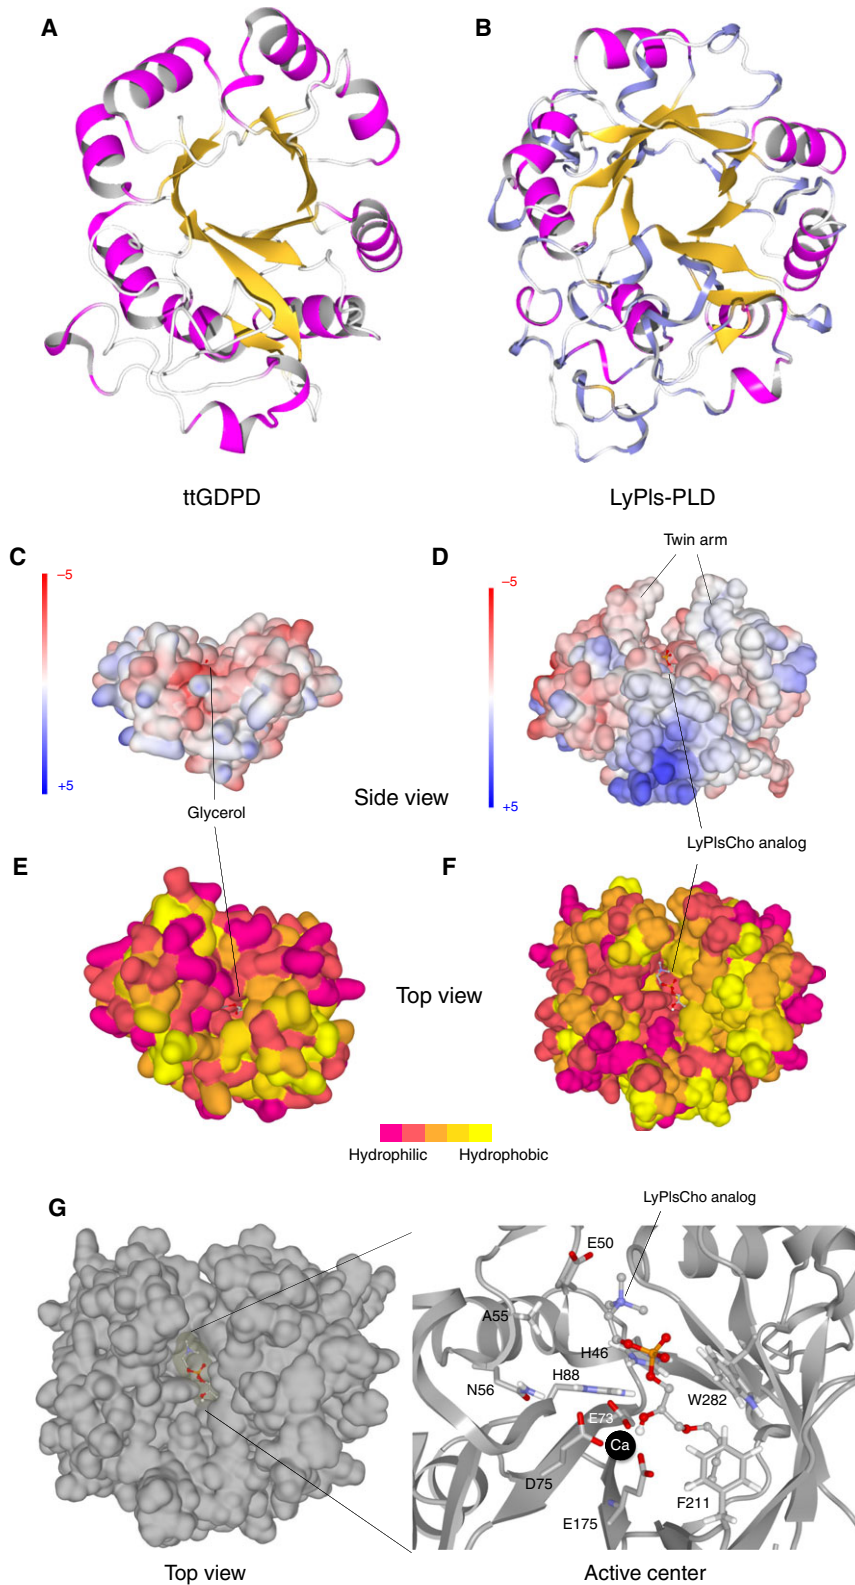 A
B
ttGDPD
LyPls-PLD
C
D
Twin arm
–5
+5
–5
+5
Side view
Glycerol
LyPlsCho analog
E
F
Top view
Hydrophilic
Hydrophobic
G
LyPlsCho analog
E50
A55
H46
H88
N56
W282
E73
Ca
D75
F211
E175
Top view
Active center